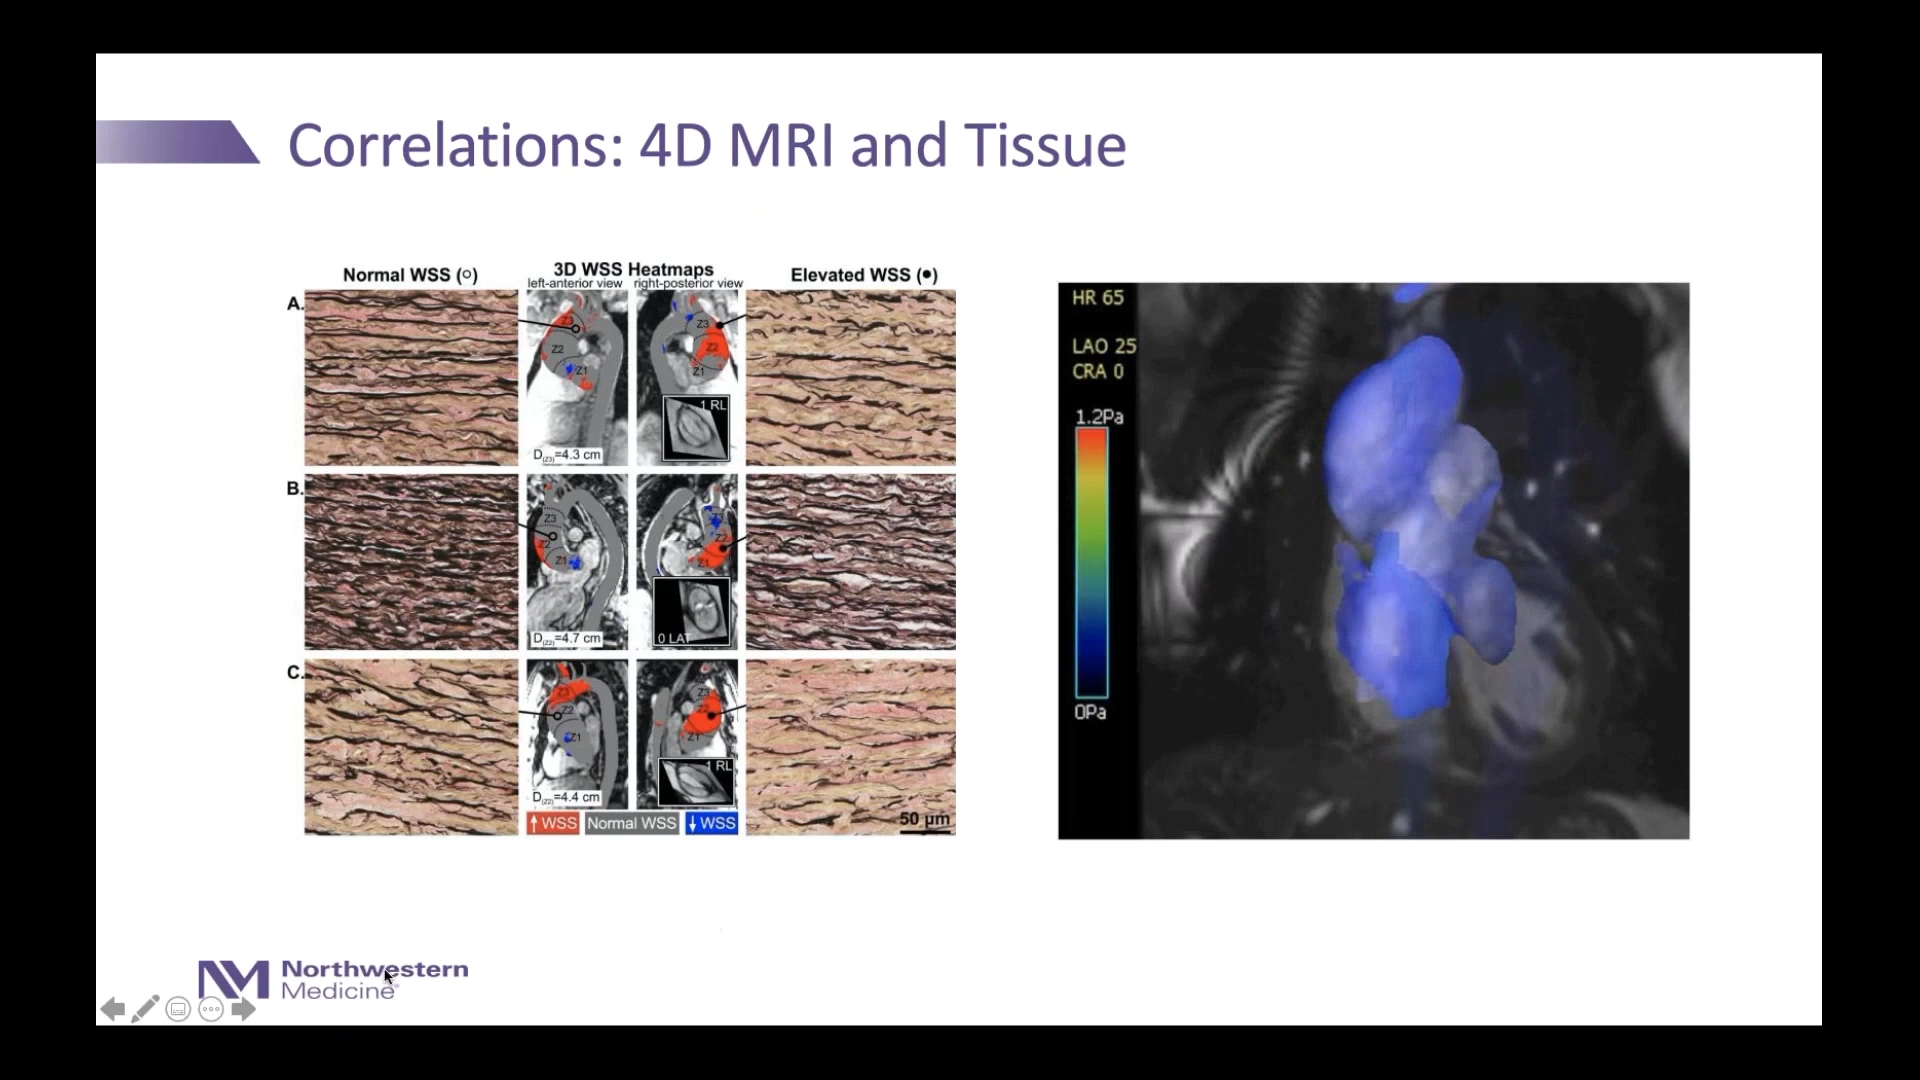 Correlations: 4D MRI and Tissue
Normal WSS (○)
3D WSS Heatmaps
left-anterior view right-posterior view
Elevated WSS (●)
A.
Z3
Z2
Z1
Z3
Z2
Z1
1 RL
D(Z3)=4.3 cm
B.
Z3
Z2
Z1
Z2
Z1
0 LAT
D(Z2)=4.7 cm
C.
Z3
Z2
Z1
Z3
Z1
1 RL
D(Z2)=4.4 cm
↑ WSS Normal WSS ↓ WSS
50 µm
HR 65
LAO 25
CRA 0
1.2Pa
0Pa
Northwestern
Medicine